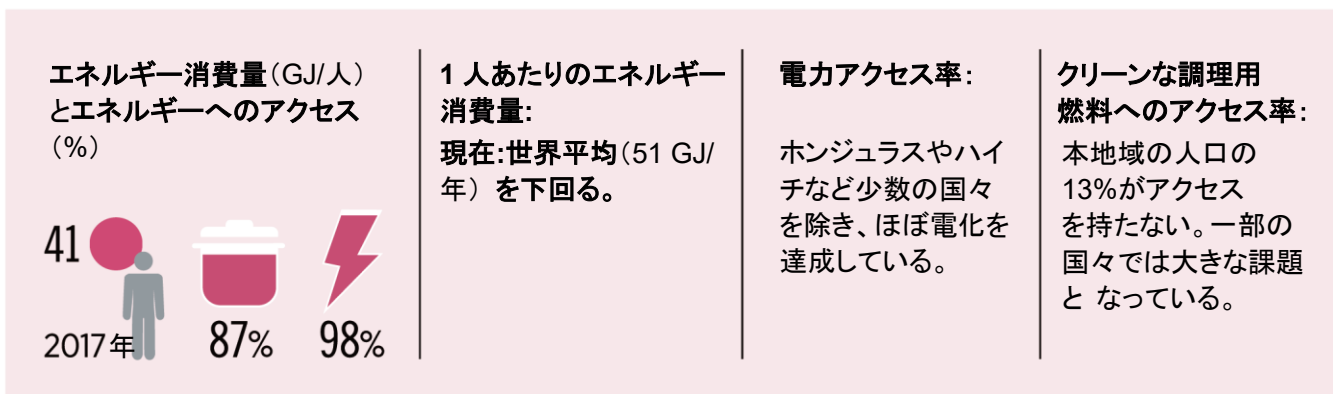 エネルギー消費量（GJ/人）
とエネルギーへのアクセス
（%）
41
2017年
87%
98%
1 人あたりのエネルギー
消費量:
現在:世界平均（51 GJ/
年） を下回る。
電力アクセス率：
ホンジュラスやハイ
チなど少数の国々
を除き、ほぼ電化を
達成している。
クリーンな調理用
燃料へのアクセス率：
本地域の人口の
13%がアクセス
を持たない。一部の
国々では大きな課題
と なっている。